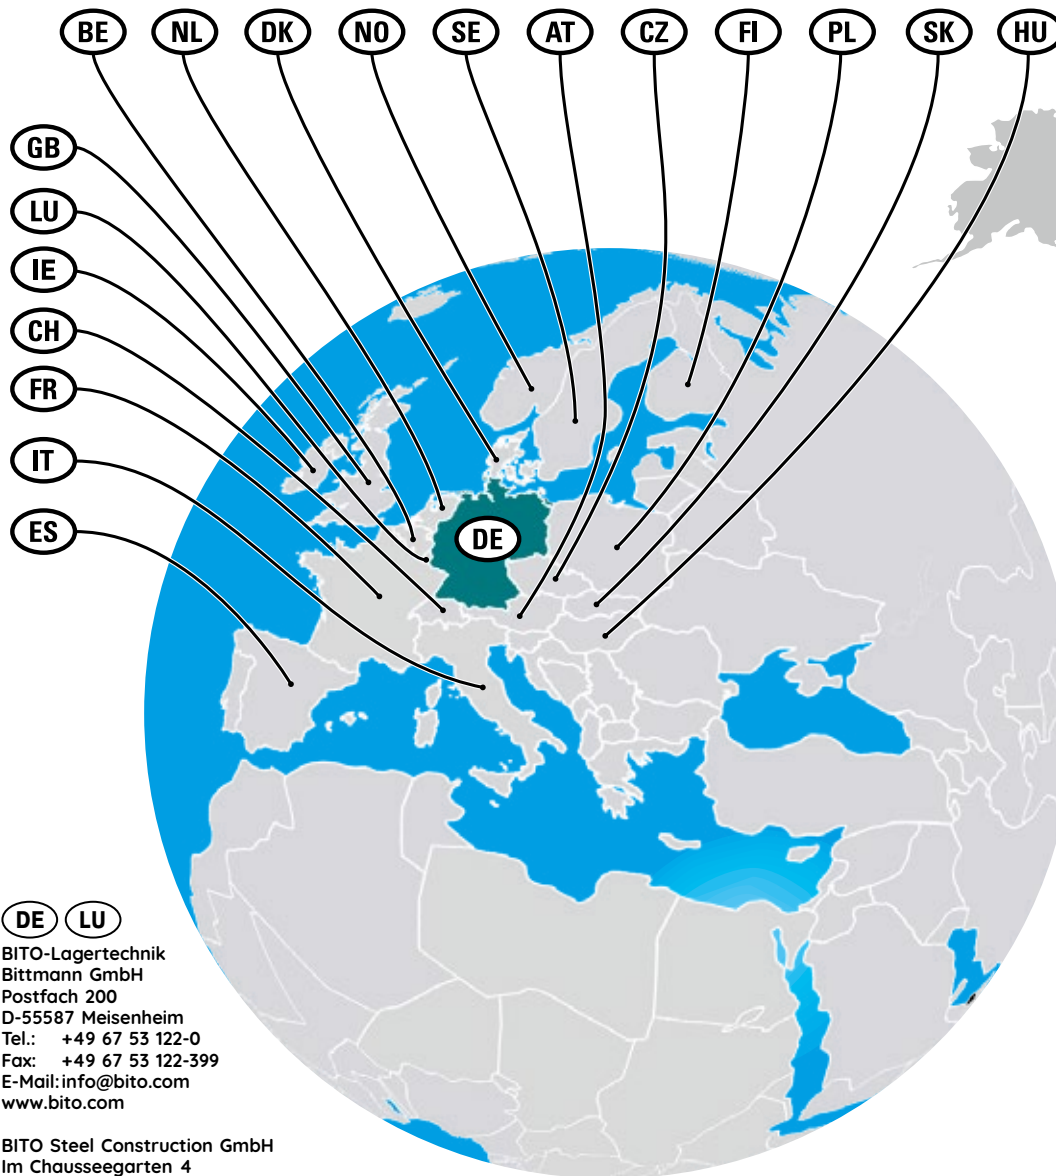 BE NL DK NO SE AT CZ FI PL SK HU
GB
LU
IE
CH
FR
IT
ES
DE
DE LU
BITO-Lagertechnik
Bittmann GmbH
Postfach 200
D-55587 Meisenheim
Tel.: +49 67 53 122-0
Fax: +49 67 53 122-399
E-Mail: info@bito.com
www.bito.com
BITO Steel Construction GmbH
Im Chausseegarten 4